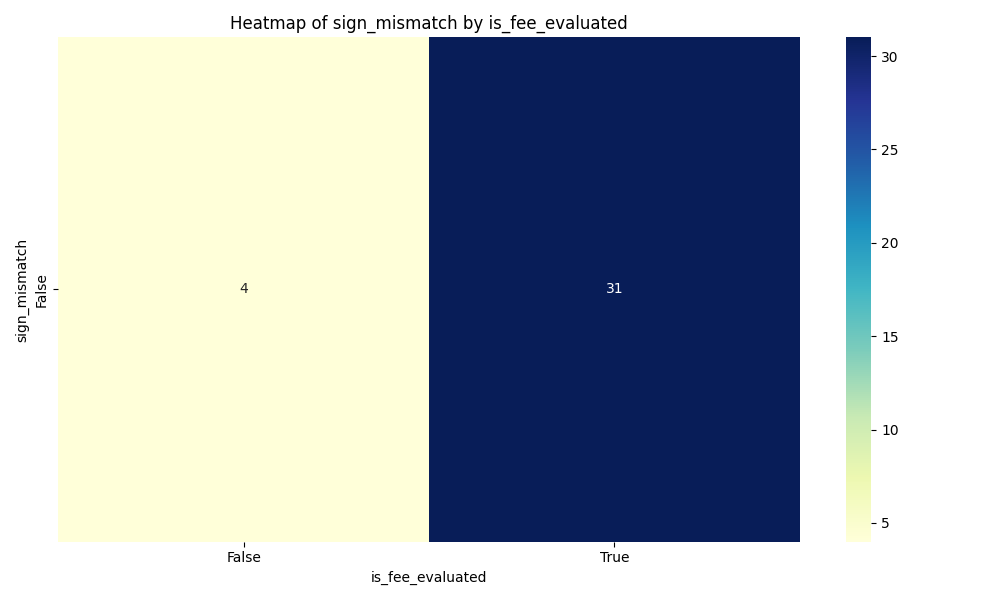 Heatmap of sign_mismatch by is_fee_evaluated
sign_mismatch
False
4
31
False
True
is_fee_evaluated
30
25
20
15
10
5